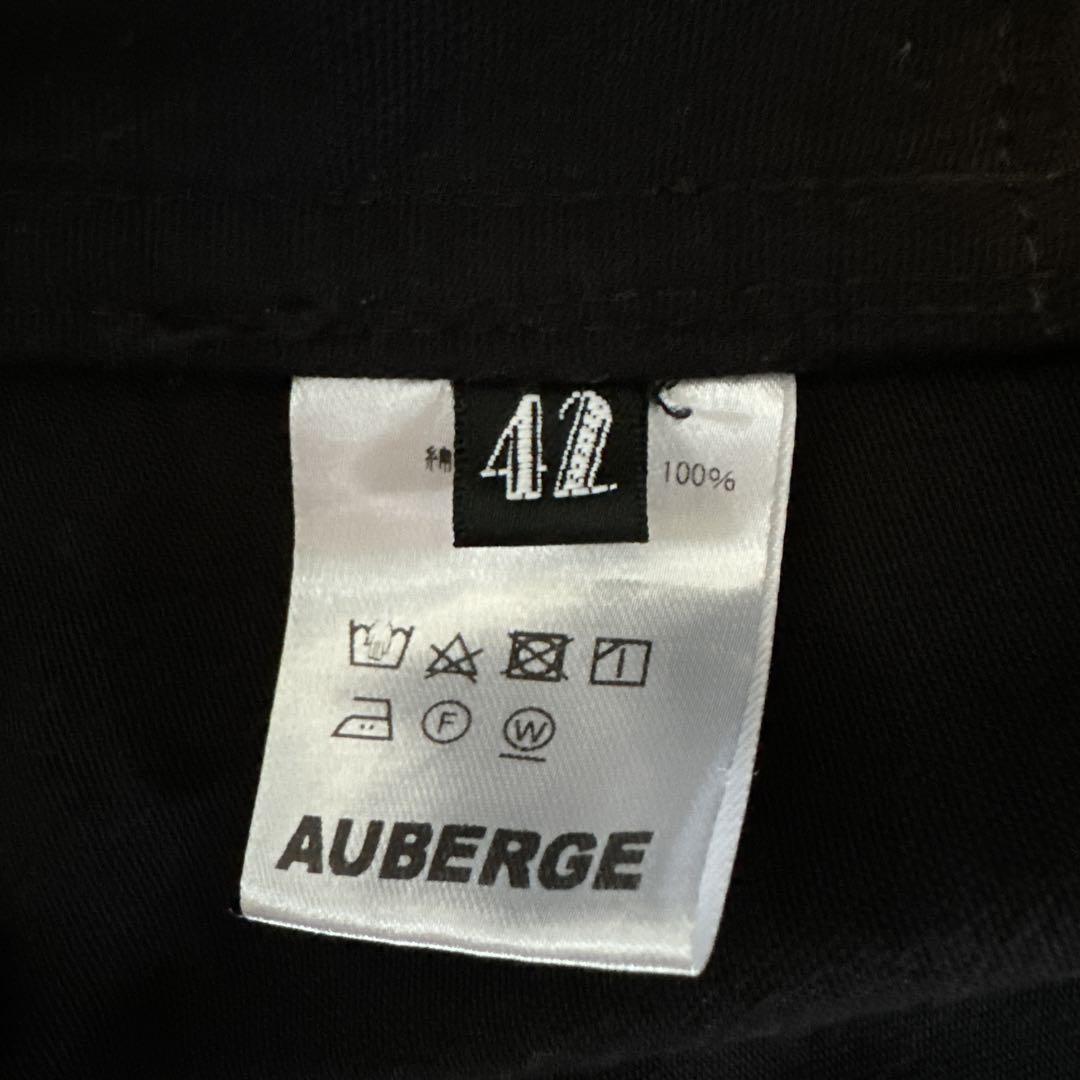 42
綿 100%
F W
AUBERGE